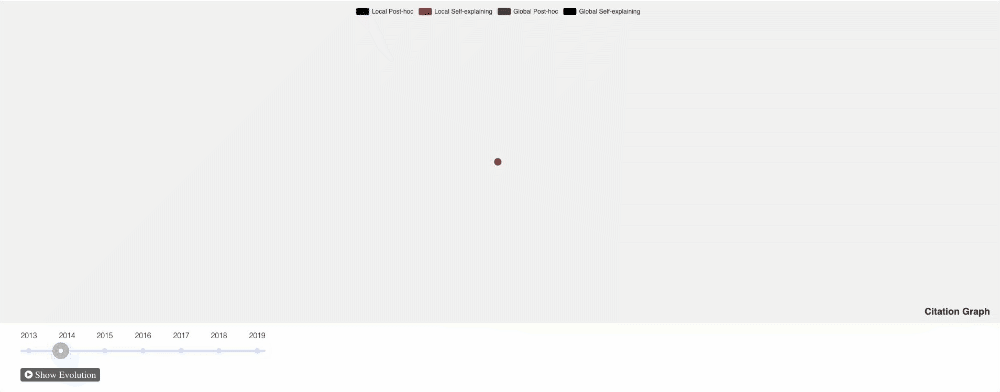 Local Post-hoc Local Self-explaining Global Post-hoc Global Self-explaining
Citation Graph
2013 2014 2015 2016 2017 2018 2019
Show Evolution